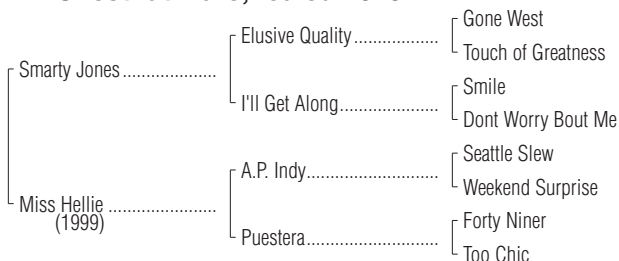 Gone West
Elusive Quality
Touch of Greatness
Smarty Jones
Smile
I'll Get Along
Dont Worry Bout Me
Seattle Slew
A.P. Indy
Weekend Surprise
Miss Hellie
(1999)
Forty Niner
Puestera
Too Chic